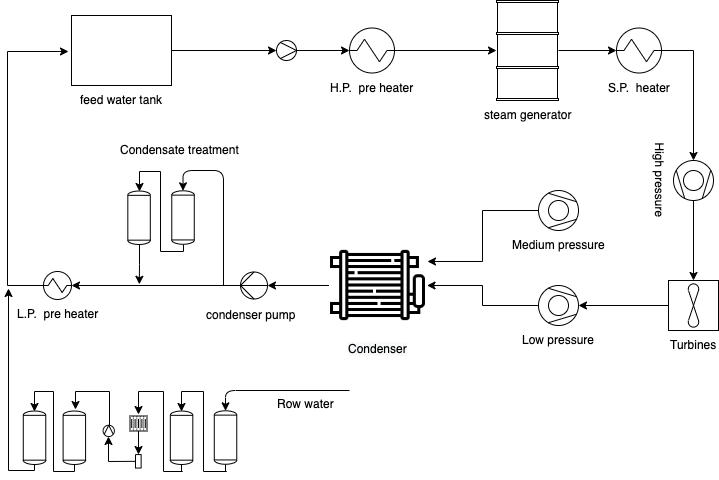 feed water tank
H.P.  pre heater
steam generator
S.P.  heater
High pressure
Condensate treatment
Medium pressure
L.P.  pre heater
condenser pump
Condenser
Low pressure
Turbines
Row water